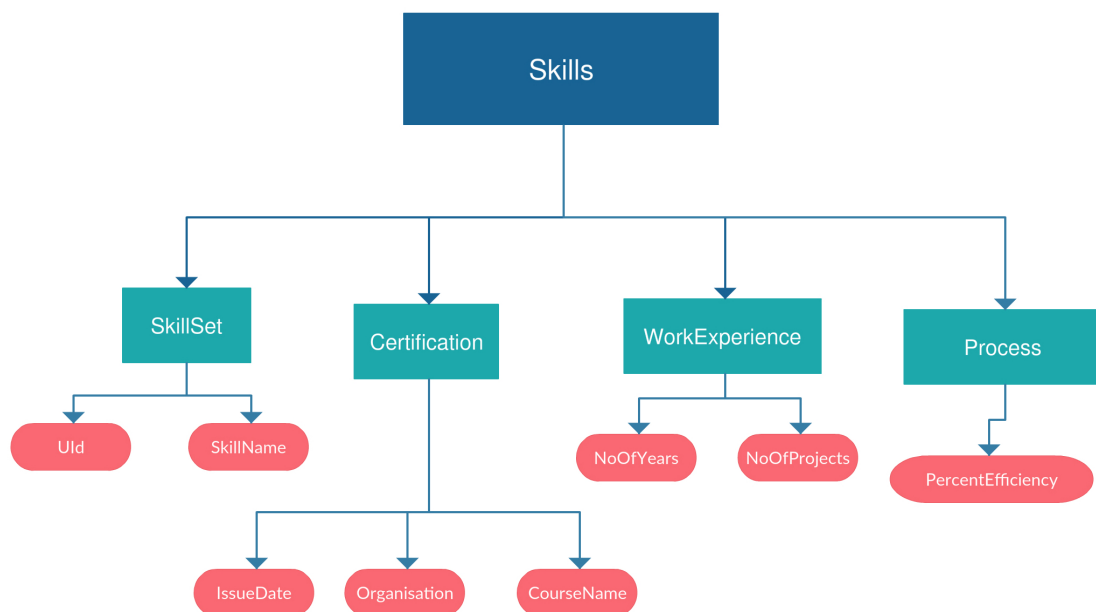 Skills
SkillSet
Certification
WorkExperience
Process
UId
SkillName
NoOfYears
NoOfProjects
PercentEfficiency
IssueDate
Organisation
CourseName